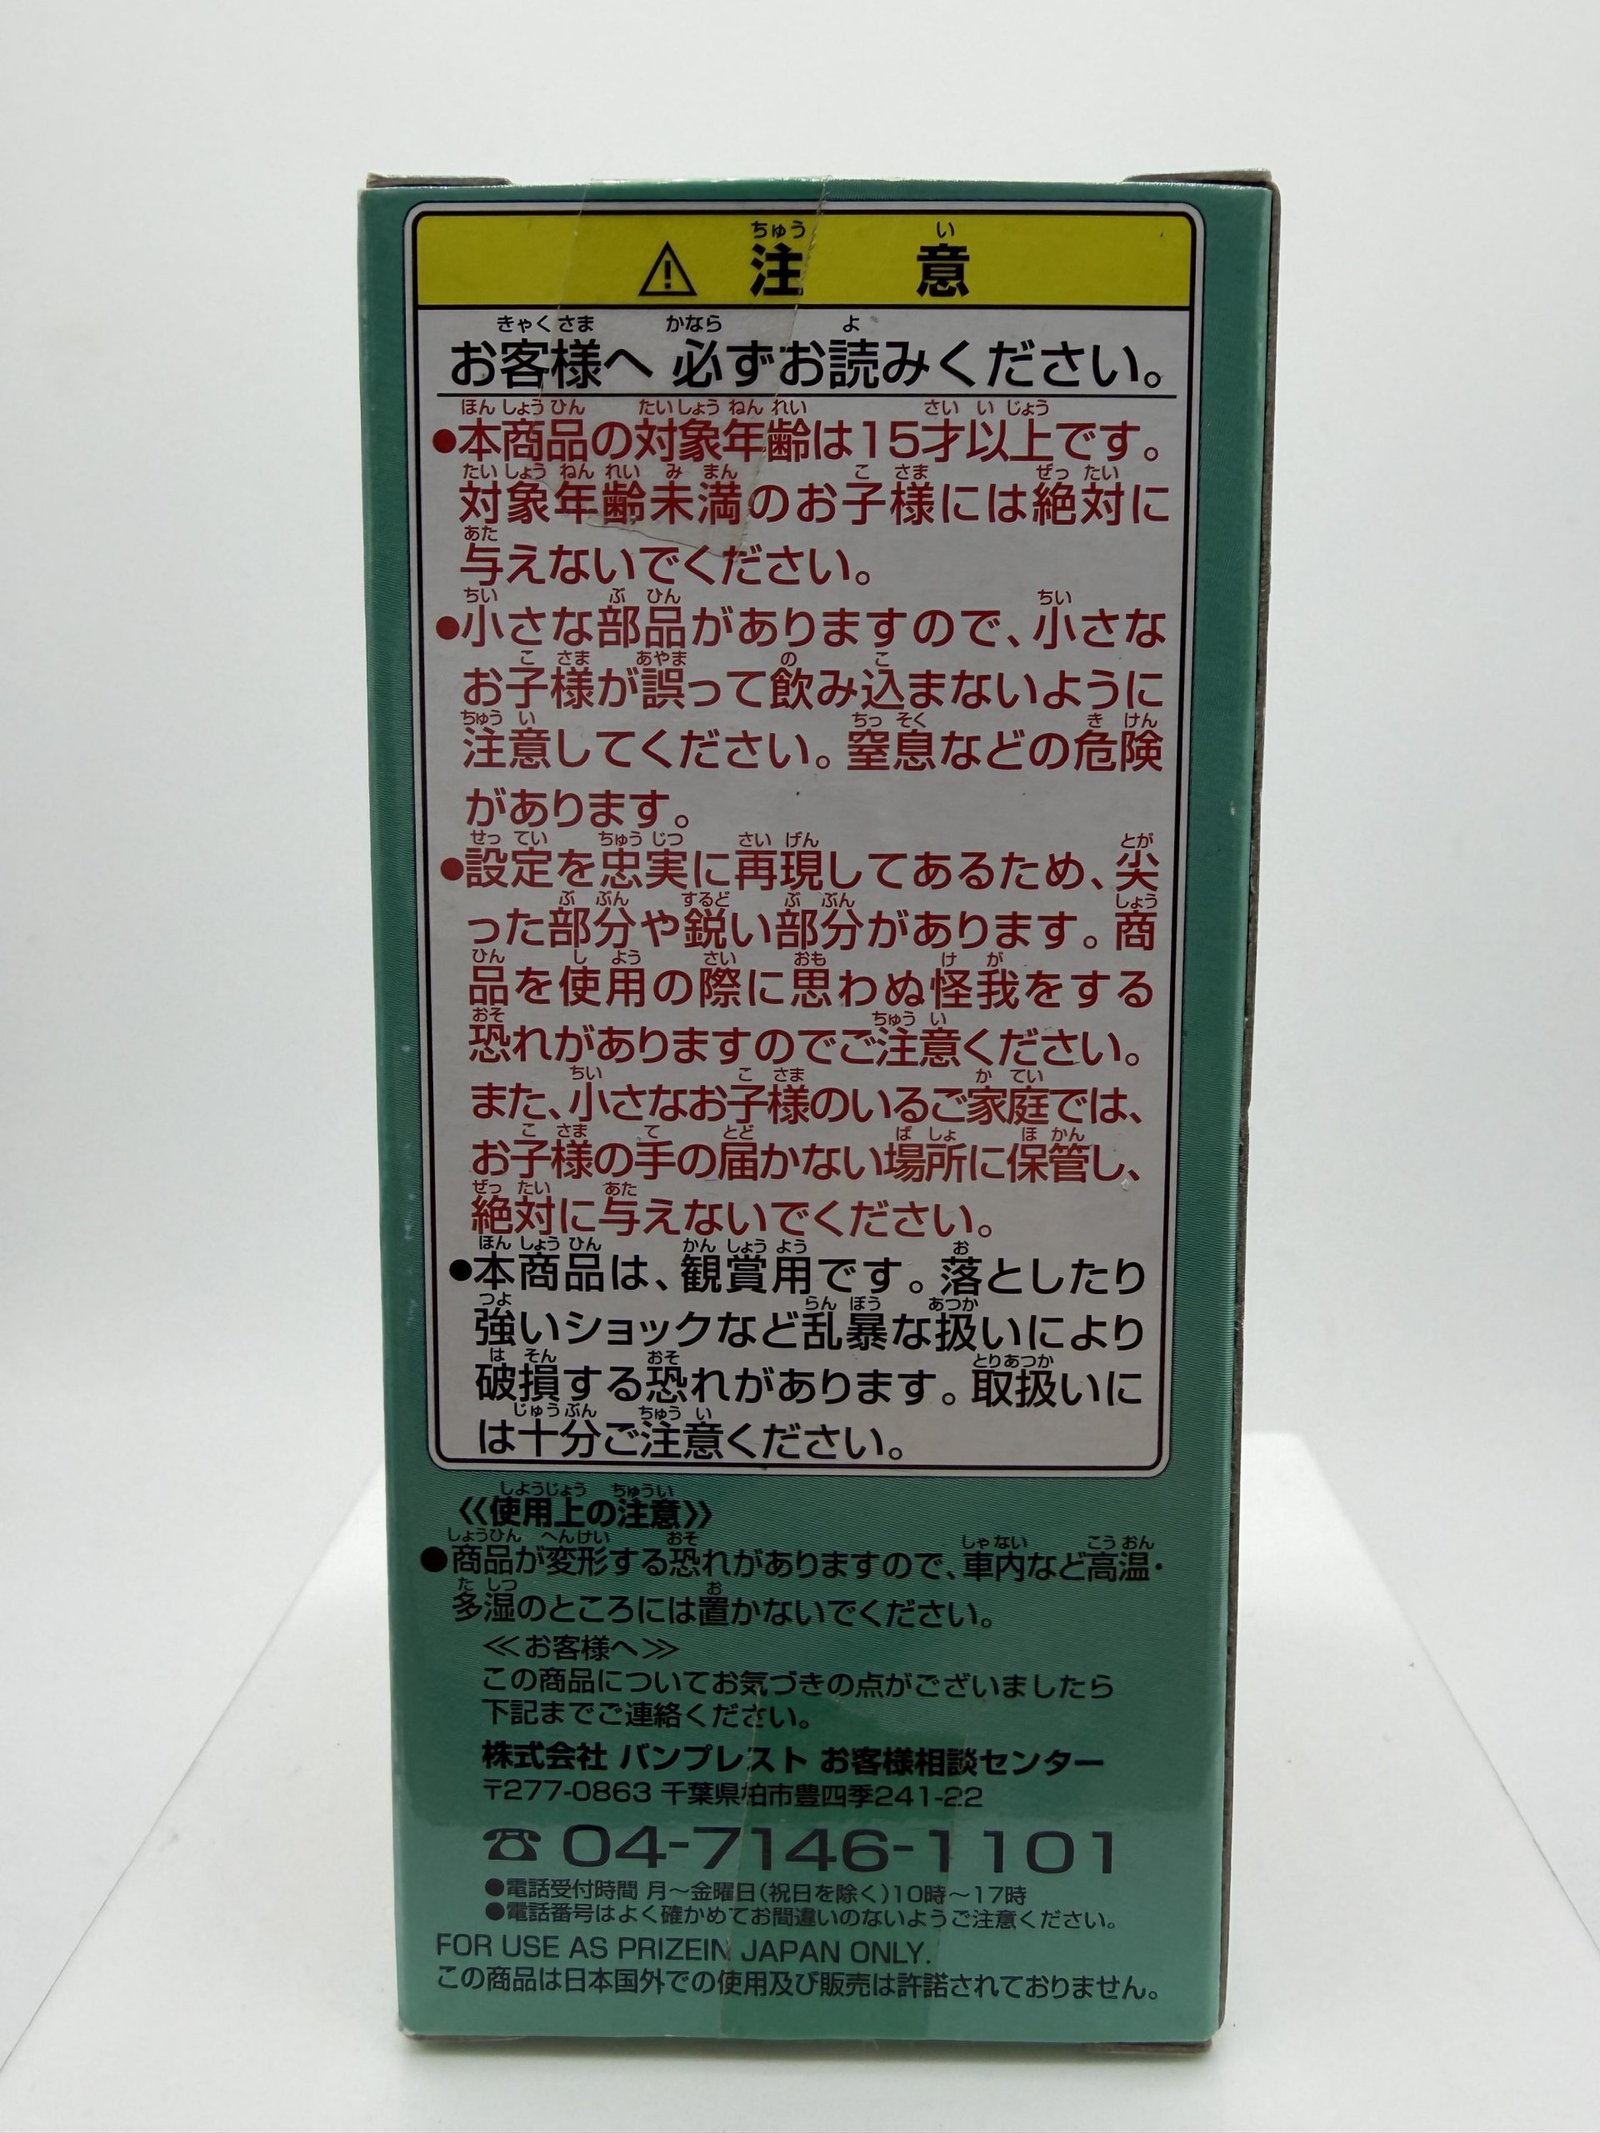 ⚠ 注意
お客様へ 必ずお読みください。
●本商品の対象年齢は15才以上です。
対象年齢未満のお子様には絶対に
与えないでください。
●小さな部品がありますので、小さな
お子様が誤って飲み込まないように
注意してください。窒息などの危険
があります。
●設定を忠実に再現してあるため、尖
った部分や鋭い部分があります。商
品を使用の際に思わぬ怪我をする
恐れがありますのでご注意ください。
また、小さなお子様のいるご家庭では、
お子様の手の届かない場所に保管し、
絶対に与えないでください。
●本商品は、観賞用です。落としたり
強いショックなど乱暴な扱いにより
破損する恐れがあります。取扱いに
は十分ご注意ください。
≪使用上の注意≫
●商品が変形する恐れがありますので、車内など高温・
多湿のところには置かないでください。
≪お客様へ≫
この商品についてお気づきの点がございましたら
下記までご連絡ください。
株式会社 バンプレスト お客様相談センター
〒277-0863 千葉県柏市豊四季241-22
☎04-7146-1101
●電話受付時間 月～金曜日(祝日を除く)10時～17時
●電話番号はよく確かめてお間違いのないようご注意ください。
FOR USE AS PRIZEIN JAPAN ONLY.
この商品は日本国外での使用及び販売は許諾されておりません。